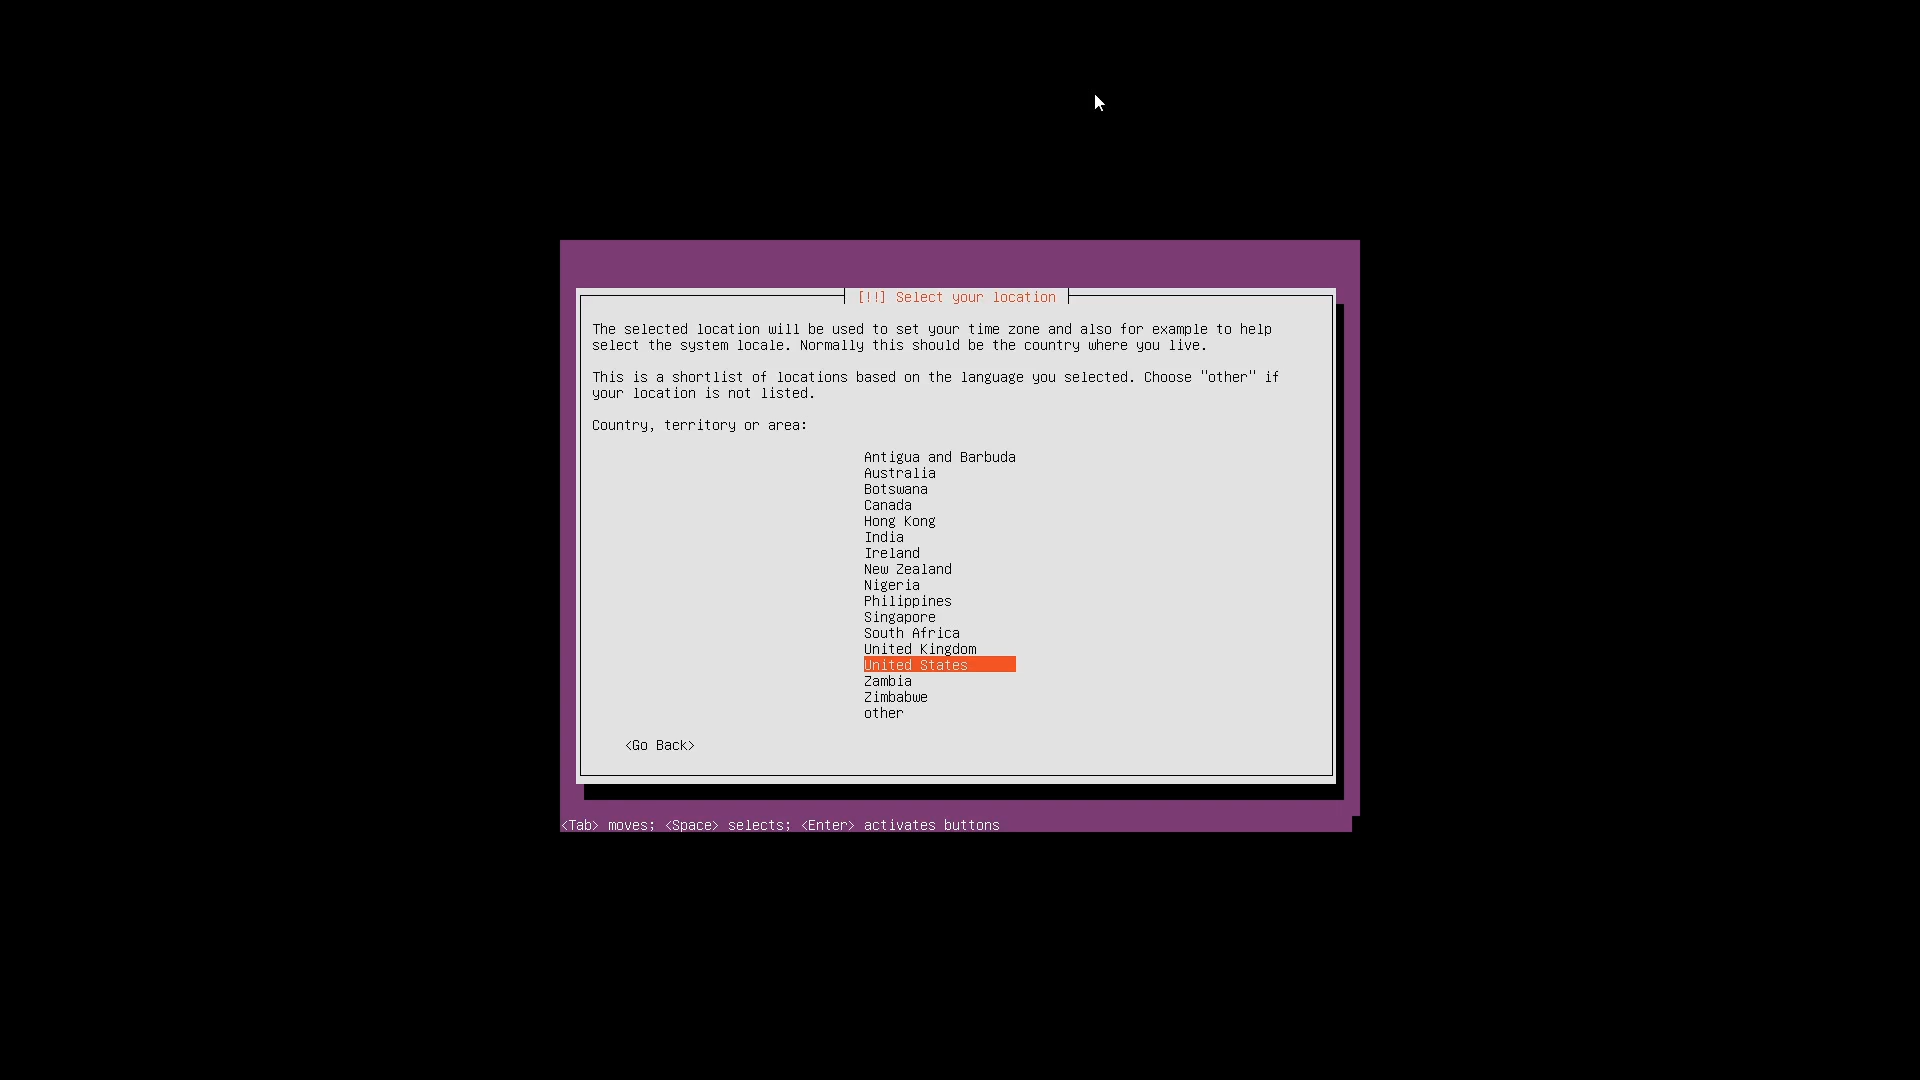 [!!] Select your location
The selected location will be used to set your time zone and also for example to help
select the system locale. Normally this should be the country where you live.
This is a shortlist of locations based on the language you selected. Choose "other" if
your location is not listed.
Country, territory or area:
Antigua and Barbuda
Australia
Botswana
Canada
Hong Kong
India
Ireland
New Zealand
Nigeria
Philippines
Singapore
South Africa
United Kingdom
United States
Zambia
Zimbabwe
other
<Go Back>
<Tab> moves; <Space> selects; <Enter> activates buttons